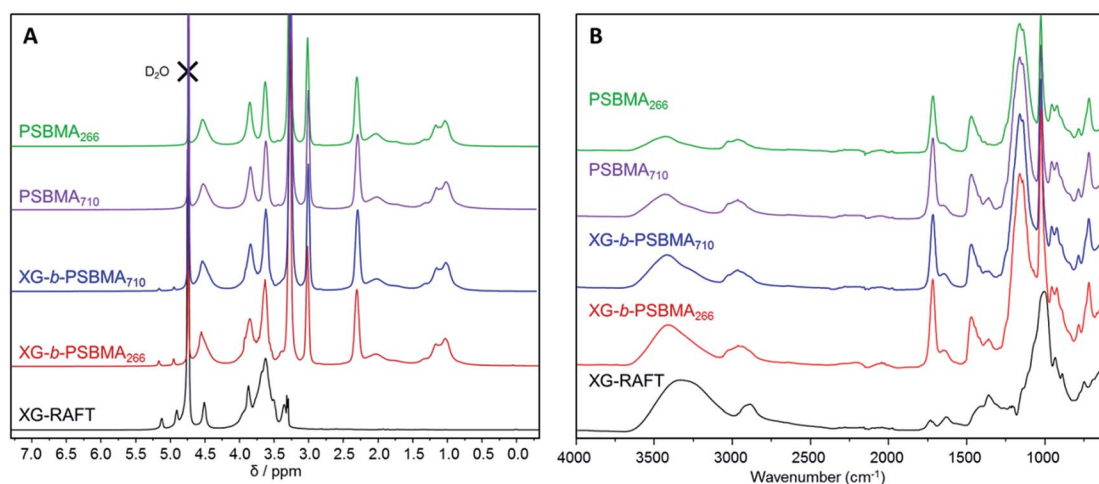 A
D₂O
PSBMA₂₆₆
PSBMA₇₁₀
XG-b-PSBMA₇₁₀
XG-b-PSBMA₂₆₆
XG-RAFT
7.0 6.5 6.0 5.5 5.0 4.5 4.0 3.5 3.0 2.5 2.0 1.5 1.0 0.5 0.0
δ / ppm
B
PSBMA₂₆₆
PSBMA₇₁₀
XG-b-PSBMA₇₁₀
XG-b-PSBMA₂₆₆
XG-RAFT
4000 3500 3000 2500 2000 1500 1000
Wavenumber (cm⁻¹)